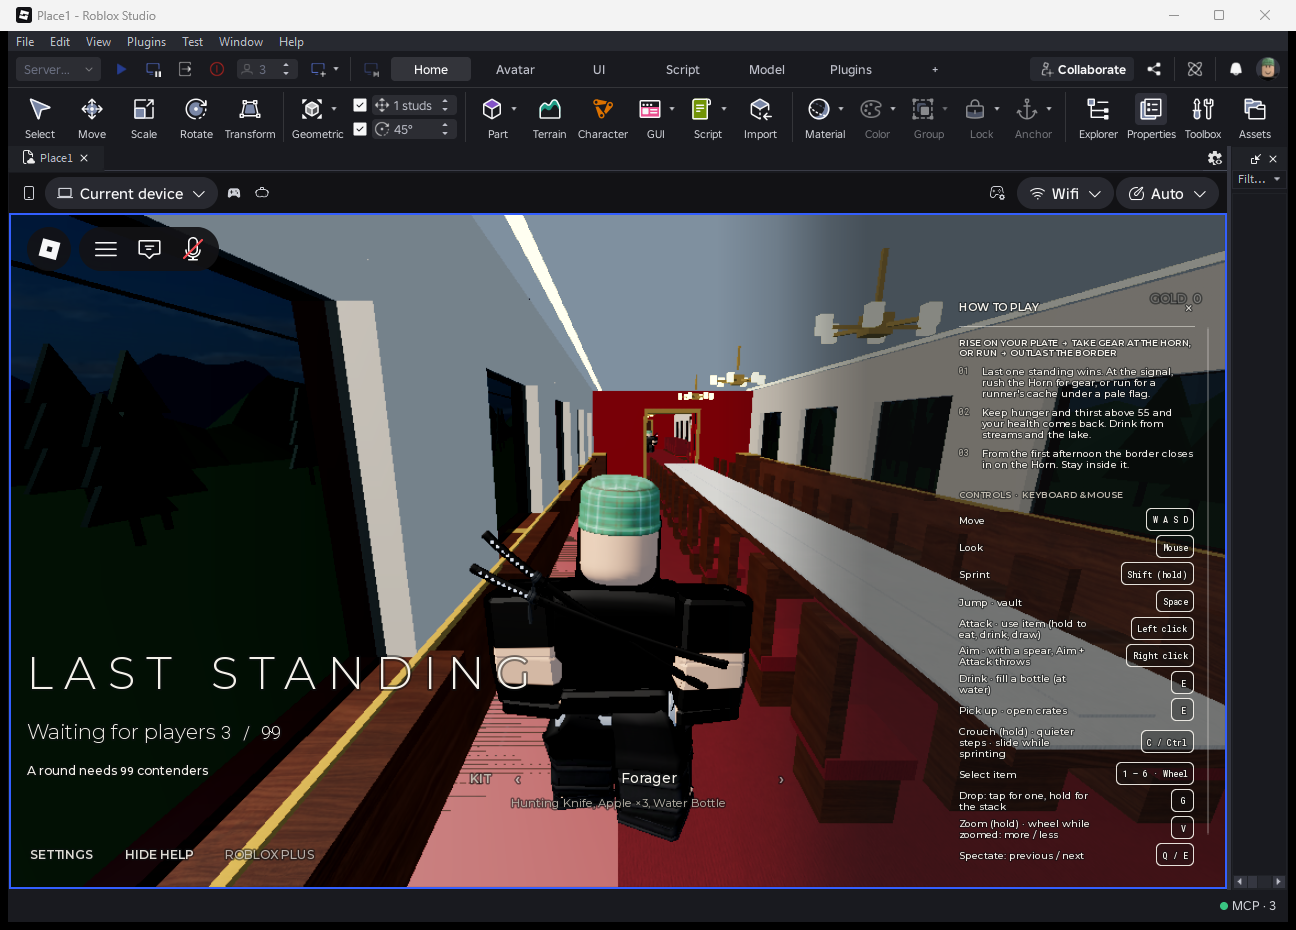 Place1 - Roblox Studio
File Edit View Plugins Test Window Help
Server... 3 Home Avatar UI Script Model Plugins + Collaborate
1 studs
45°
Select Move Scale Rotate Transform Geometric Part Terrain Character GUI Script Import Material Color Group Lock Anchor Explorer Properties Toolbox Assets
Place1
Filt...
Current device Wifi Auto
GOLD 0
HOW TO PLAY ×
RISE ON YOUR PLATE → TAKE GEAR AT THE HORN,
OR RUN → OUTLAST THE BORDER
01 Last one standing wins. At the signal,
rush the Horn for gear, or run for a
runner's cache under a pale flag.
02 Keep hunger and thirst above 55 and
your health comes back. Drink from
streams and the lake.
03 From the first afternoon the border closes
in on the Horn. Stay inside it.
CONTROLS · KEYBOARD & MOUSE
Move W A S D
Look Mouse
Sprint Shift (hold)
Jump · vault Space
Attack · use item (hold to
eat, drink, draw) Left click
Aim · with a spear, Aim +
Attack throws Right click
Drink · fill a bottle (at
water) E
Pick up · open crates E
Crouch (hold) · quieter
steps · slide while
sprinting C / Ctrl
Select item 1 – 6 · Wheel
Drop: tap for one, hold for
the stack G
Zoom (hold) · wheel while
zoomed: more / less V
Spectate: previous / next Q / E
LAST STANDING
Waiting for players 3 / 99
A round needs 99 contenders
KIT ‹ Forager ›
Hunting Knife, Apple ×3, Water Bottle
SETTINGS HIDE HELP ROBLOX PLUS
MCP · 3